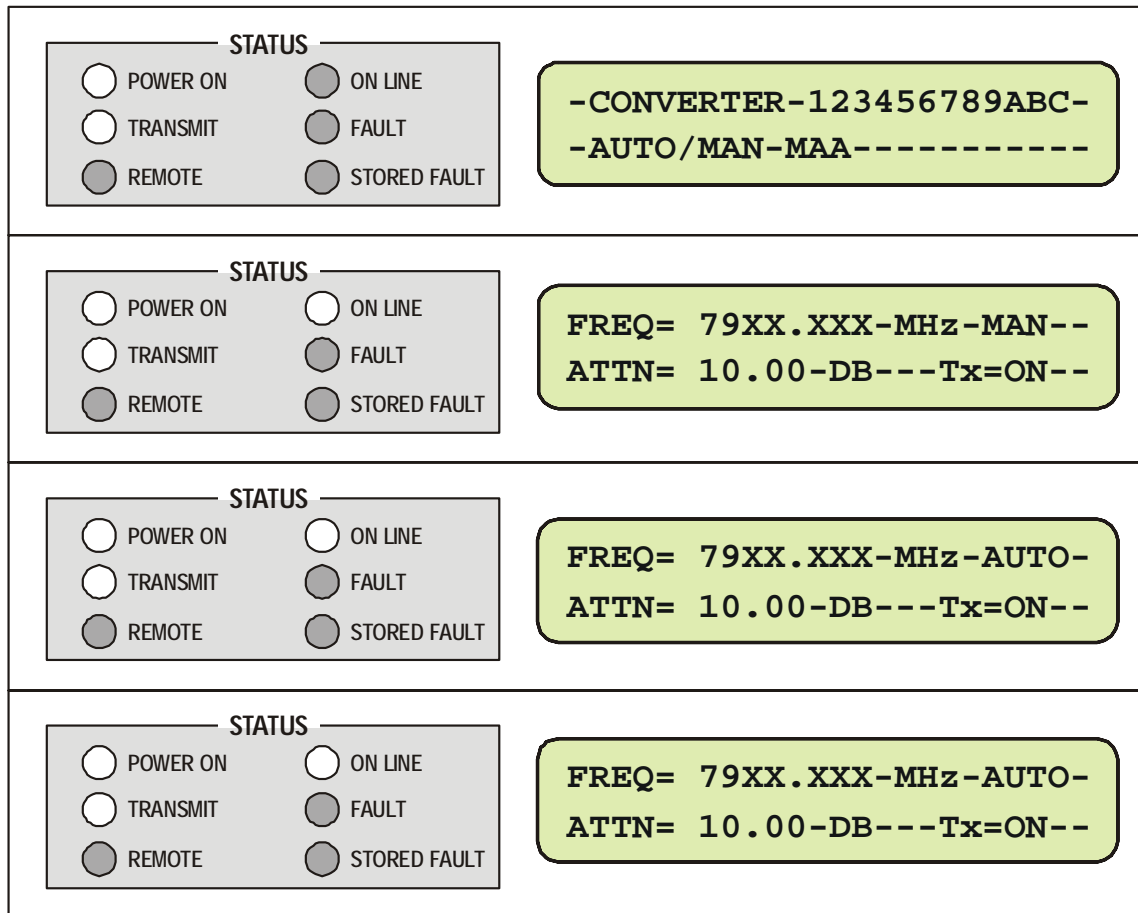 STATUS
POWER ON ON LINE
TRANSMIT FAULT
REMOTE STORED FAULT
-CONVERTER-123456789ABC-
-AUTO/MAN-MAA-----------
STATUS
POWER ON ON LINE
TRANSMIT FAULT
REMOTE STORED FAULT
FREQ= 79XX.XXX-MHz-MAN--
ATTN= 10.00-DB---Tx=ON--
STATUS
POWER ON ON LINE
TRANSMIT FAULT
REMOTE STORED FAULT
FREQ= 79XX.XXX-MHz-AUTO-
ATTN= 10.00-DB---Tx=ON--
STATUS
POWER ON ON LINE
TRANSMIT FAULT
REMOTE STORED FAULT
FREQ= 79XX.XXX-MHz-AUTO-
ATTN= 10.00-DB---Tx=ON--